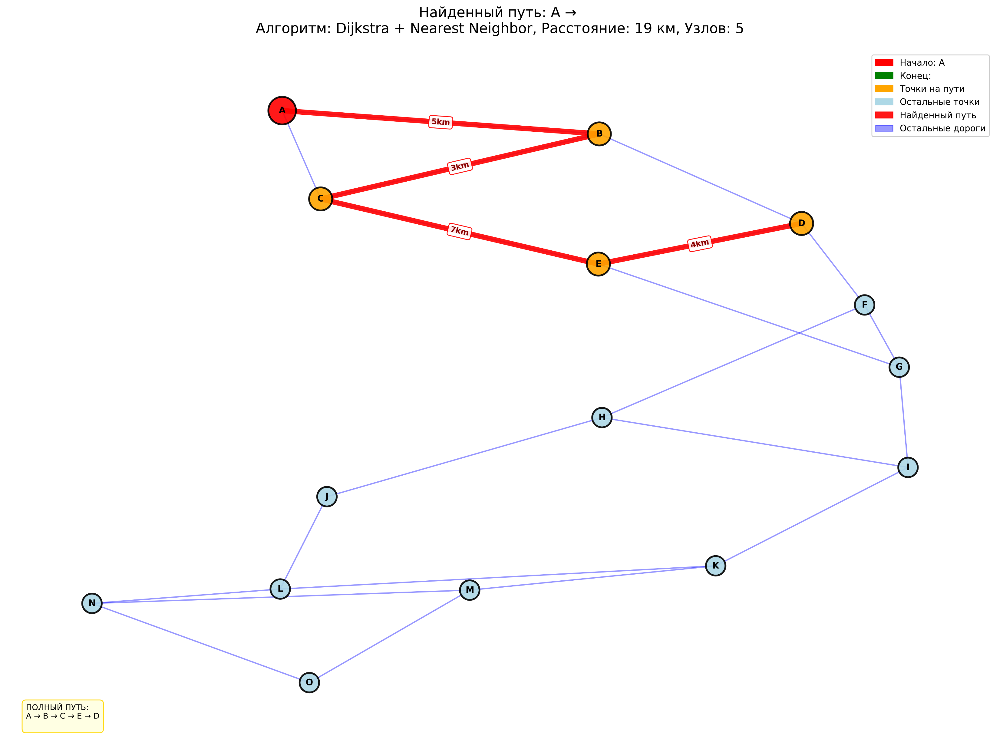 Найденный путь: A →
Алгоритм: Dijkstra + Nearest Neighbor, Расстояние: 19 км, Узлов: 5
Начало: A
Конец:
Точки на пути
Остальные точки
Найденный путь
Остальные дороги
A
5km
B
3km
C
7km
D
4km
E
F
G
H
I
J
K
L
M
N
O
ПОЛНЫЙ ПУТЬ:
A → B → C → E → D